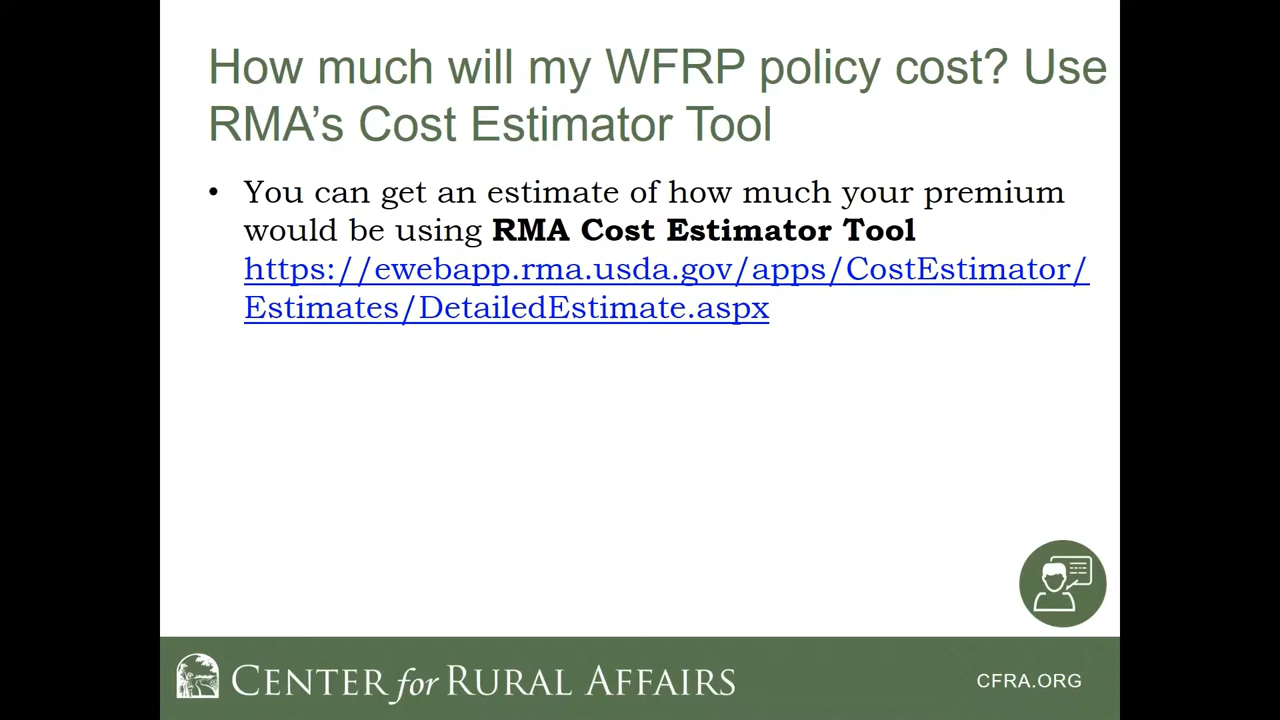 How much will my WFRP policy cost? Use
RMA’s Cost Estimator Tool
• You can get an estimate of how much your premium
would be using RMA Cost Estimator Tool
https://ewebapp.rma.usda.gov/apps/CostEstimator/
Estimates/DetailedEstimate.aspx
CENTER for RURAL AFFAIRS
CFRA.ORG